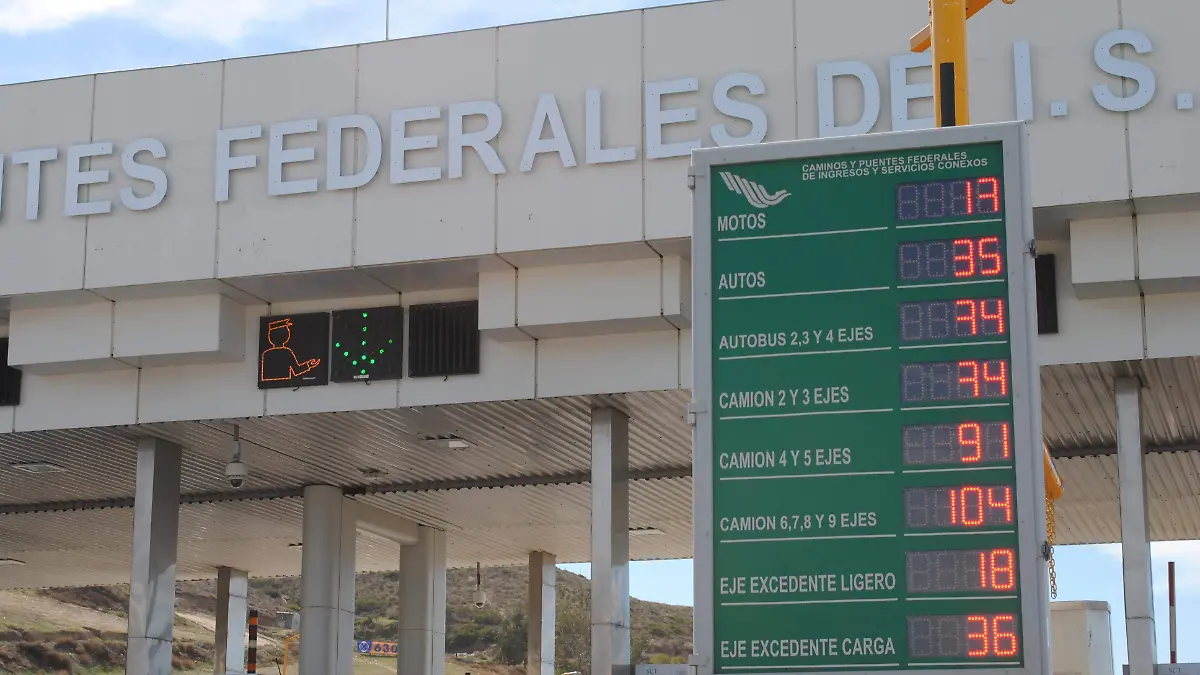 NTES FEDERALES DE I.S.
CAMINOS Y PUENTES FEDERALES
DE INGRESOS Y SERVICIOS CONEXOS
MOTOS 17
AUTOS 35
AUTOBUS 2,3 Y 4 EJES 34
CAMION 2 Y 3 EJES 34
CAMION 4 Y 5 EJES 91
CAMION 6,7,8 Y 9 EJES 104
EJE EXCEDENTE LIGERO 18
EJE EXCEDENTE CARGA 36
630